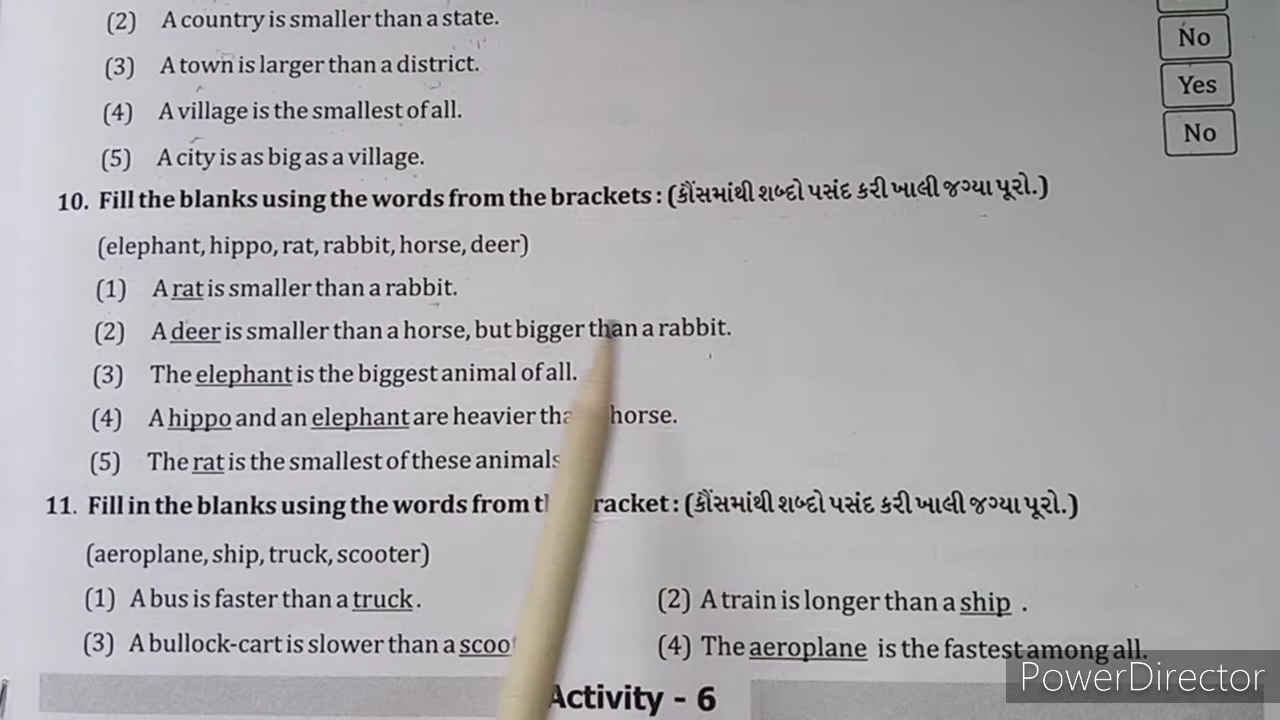 (2) A country is smaller than a state.
No
(3) A town is larger than a district.
Yes
(4) A village is the smallest of all.
No
(5) A city is as big as a village.
10. Fill the blanks using the words from the brackets : (કૌંસમાંથી શબ્દો પસંદ કરી ખાલી જગ્યા પૂરો.)
(elephant, hippo, rat, rabbit, horse, deer)
(1) A rat is smaller than a rabbit.
(2) A deer is smaller than a horse, but bigger than a rabbit.
(3) The elephant is the biggest animal of all.
(4) A hippo and an elephant are heavier horse.
(5) The rat is the smallest of these animals
11. Fill in the blanks using the words from : (કૌંસમાંથી શબ્દો પસંદ કરી ખાલી જગ્યા પૂરો.)
(aeroplane, ship, truck, scooter)
(1) A bus is faster than a truck. (2) A train is longer than a ship .
(3) A bullock-cart is slower than a (4) The aeroplane is the fastest among all.
Activity - 6
PowerDirector